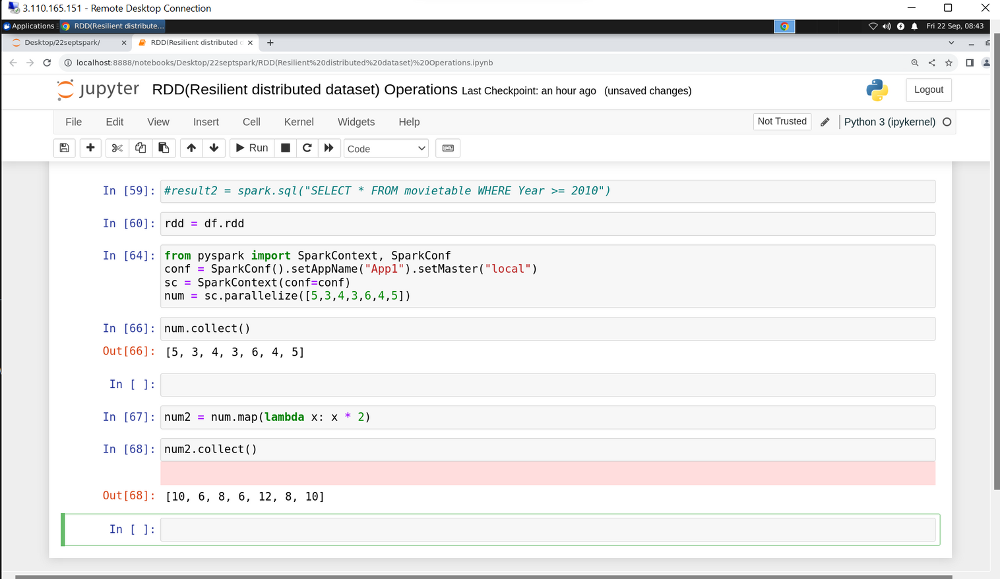 3.110.165.151 - Remote Desktop Connection
Applications RDD(Resilient distribute... Fri 22 Sep, 08:43
Desktop/22septspark/ RDD(Resilient distributed
localhost:8888/notebooks/Desktop/22septspark/RDD(Resilient%20distributed%20dataset)%20Operations.ipynb
jupyter RDD(Resilient distributed dataset) Operations Last Checkpoint: an hour ago (unsaved changes) Logout
File Edit View Insert Cell Kernel Widgets Help Not Trusted Python 3 (ipykernel)
Run Code
In [59]: #result2 = spark.sql("SELECT * FROM movietable WHERE Year >= 2010")
In [60]: rdd = df.rdd
In [64]: from pyspark import SparkContext, SparkConf
conf = SparkConf().setAppName("App1").setMaster("local")
sc = SparkContext(conf=conf)
num = sc.parallelize([5,3,4,3,6,4,5])
In [66]: num.collect()
Out[66]: [5, 3, 4, 3, 6, 4, 5]
In [ ]:
In [67]: num2 = num.map(lambda x: x * 2)
In [68]: num2.collect()
Out[68]: [10, 6, 8, 6, 12, 8, 10]
In [ ]: